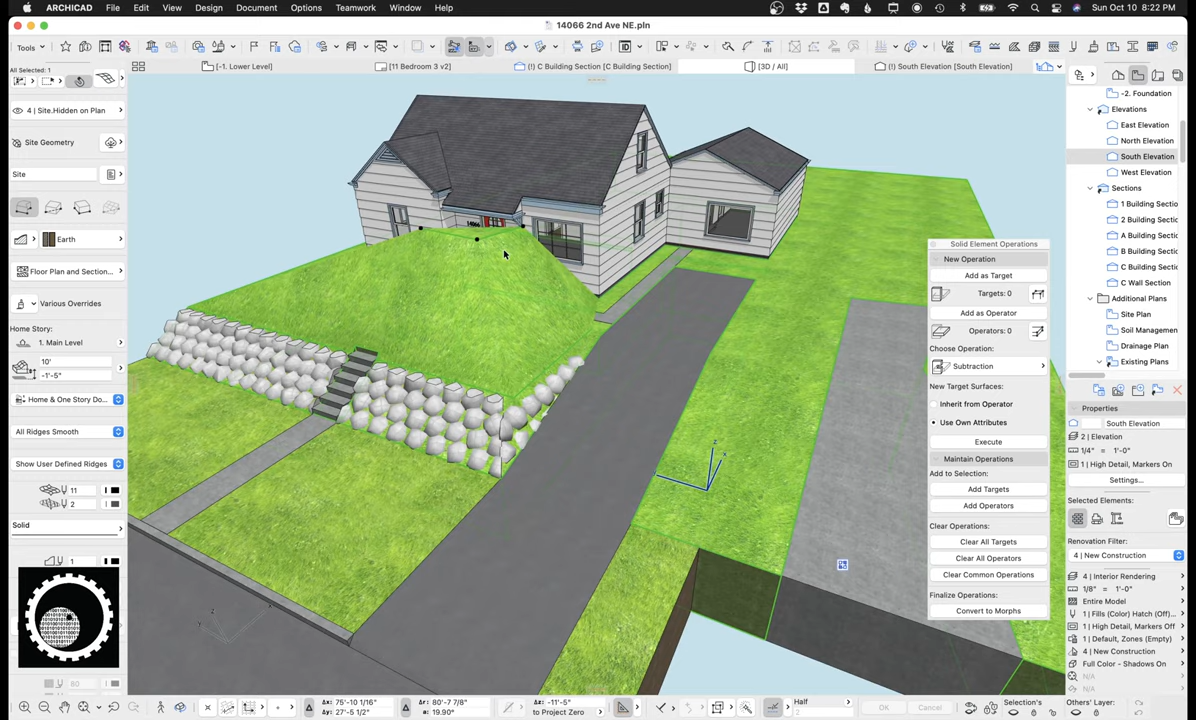 ARCHICAD File Edit View Design Document Options Teamwork Window Help Sun Oct 10 8:22 PM
14066 2nd Ave NE.pln
Tools
All Selected: 1
[-1. Lower Level]
[11 Bedroom 3 v2]
(!) C Building Section [C Building Section]
[3D / All]
(!) South Elevation [South Elevation]
4 | Site.Hidden on Plan
Site Geometry
Site
Earth
Floor Plan and Section...
Various Overrides
Home Story:
1. Main Level
10'
-1'-5"
Home & One Story Do...
All Ridges Smooth
Show User Defined Ridges
11
2
Solid
1
80
14066
Solid Element Operations
New Operation
Add as Target
Targets: 0
Add as Operator
Operators: 0
Choose Operation:
Subtraction
New Target Surfaces:
Inherit from Operator
Use Own Attributes
Execute
Maintain Operations
Add to Selection:
Add Targets
Add Operators
Clear Operations:
Clear All Targets
Clear All Operators
Clear Common Operations
Finalize Operations:
Convert to Morphs
-2. Foundation
Elevations
East Elevation
North Elevation
South Elevation
West Elevation
Sections
1 Building Sectio
2 Building Sectio
A Building Sectio
B Building Sectio
C Building Sectio
C Wall Section
Additional Plans
Site Plan
Soil Managemen
Drainage Plan
Existing Plans
Properties
South Elevation
2 | Elevation
1/4" = 1'-0"
1 | High Detail, Markers On
Settings...
Selected Elements:
Renovation Filter:
4 | New Construction
4 | Interior Rendering
1/8" = 1'-0"
Entire Model
1 | Fills (Color) Hatch (Of)...
1 | High Detail, Markers Off
1 | Default, Zones (Empty)
4 | New Construction
Full Color - Shadows On
N/A
N/A
Δx: 75'-10 1/16"
Δy: 27'-5 1/2"
Δr: 80'-7 7/8"
a: 19.90°
Δz: -11'-5"
to Project Zero
Half
2
OK
Cancel
Selection's Layer:
Others' Layer: